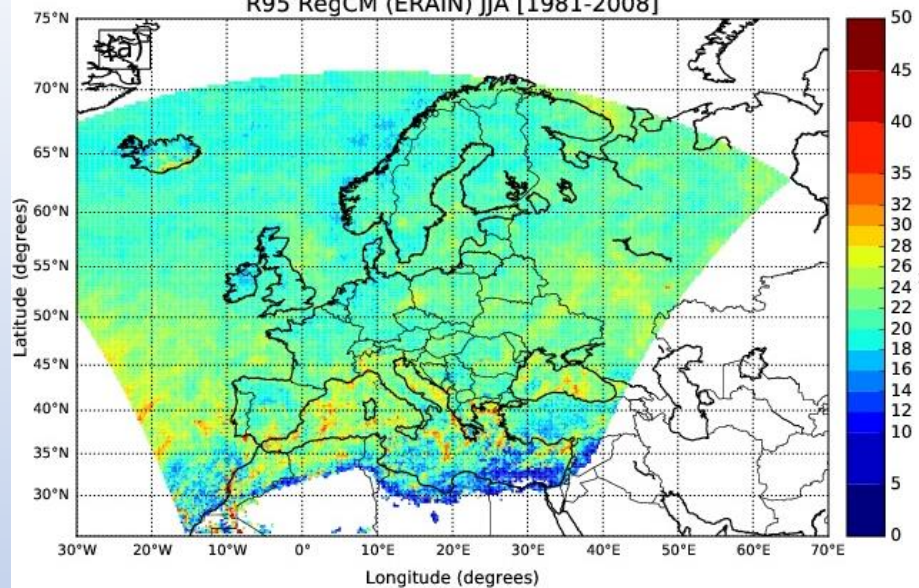 R95 RegCM (ERAIN) JJA [1981-2008]
(a)
75°N
70°N
65°N
60°N
55°N
50°N
45°N
40°N
35°N
30°N
Latitude (degrees)
30°W 20°W 10°W 0° 10°E 20°E 30°E 40°E 50°E 60°E 70°E
Longitude (degrees)
50
45
40
35
32
30
28
26
24
22
20
18
16
14
12
10
5
0